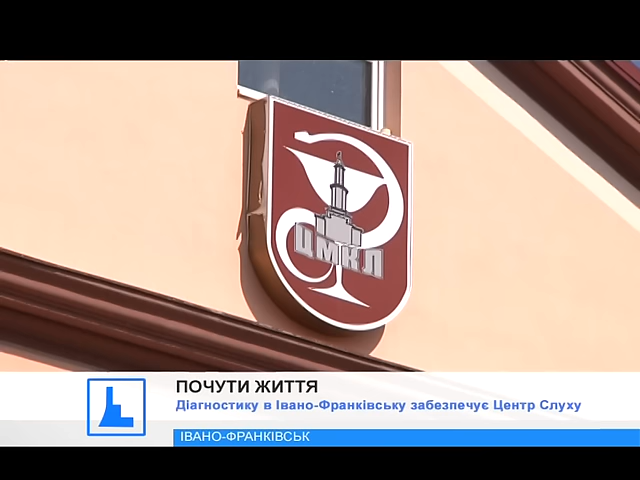 ЦМКЛ
ПОЧУТИ ЖИТТЯ
Діагностику в Івано-Франківську забезпечує Центр Слуху
ІВАНО-ФРАНКІВСЬК